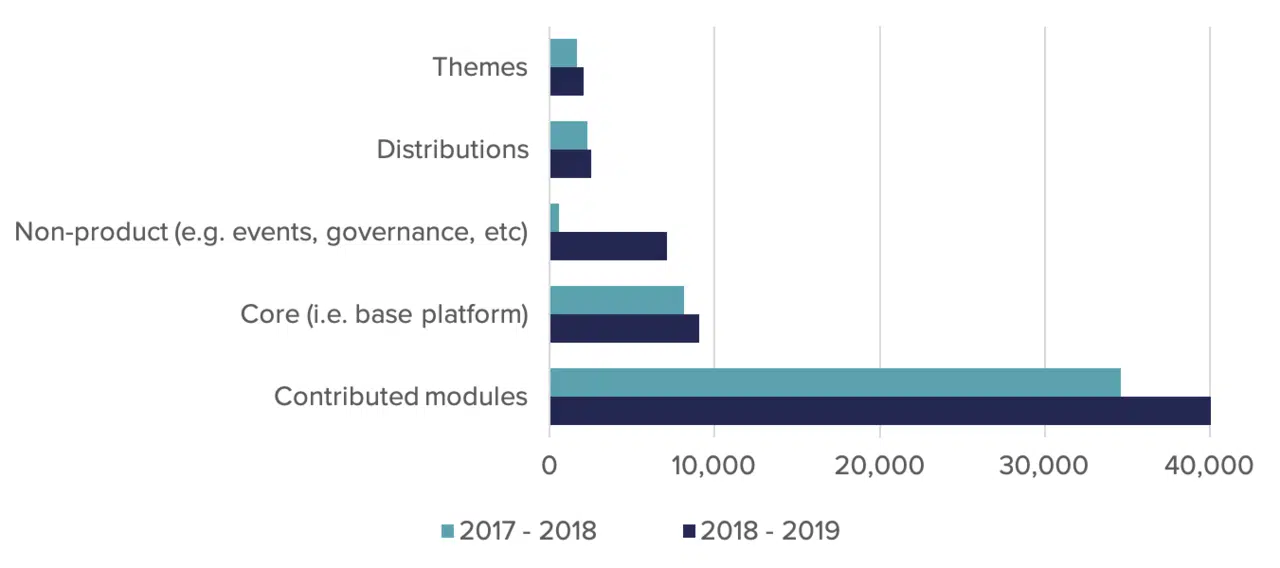 Themes
Distributions
Non-product (e.g. events, governance, etc)
Core (i.e. base platform)
Contributed modules
0 10,000 20,000 30,000 40,000
2017 - 2018 2018 - 2019